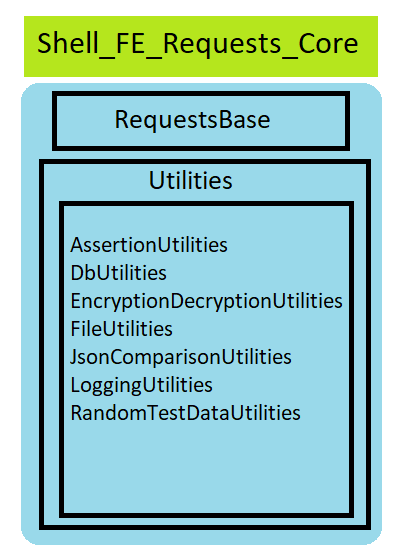 Shell_FE_Requests_Core
RequestsBase
Utilities
AssertionUtilities
DbUtilities
EncryptionDecryptionUtilities
FileUtilities
JsonComparisonUtilities
LoggingUtilities
RandomTestDataUtilities